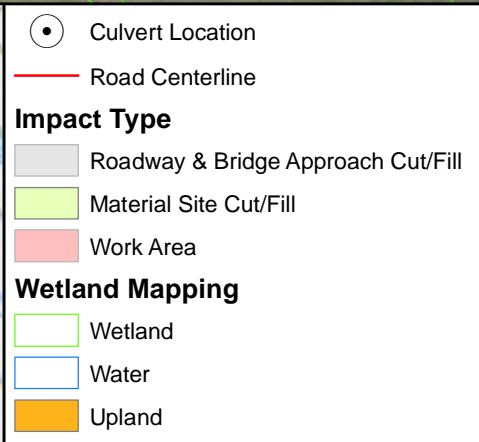 Culvert Location
Road Centerline
Impact Type
Roadway & Bridge Approach Cut/Fill
Material Site Cut/Fill
Work Area
Wetland Mapping
Wetland
Water
Upland